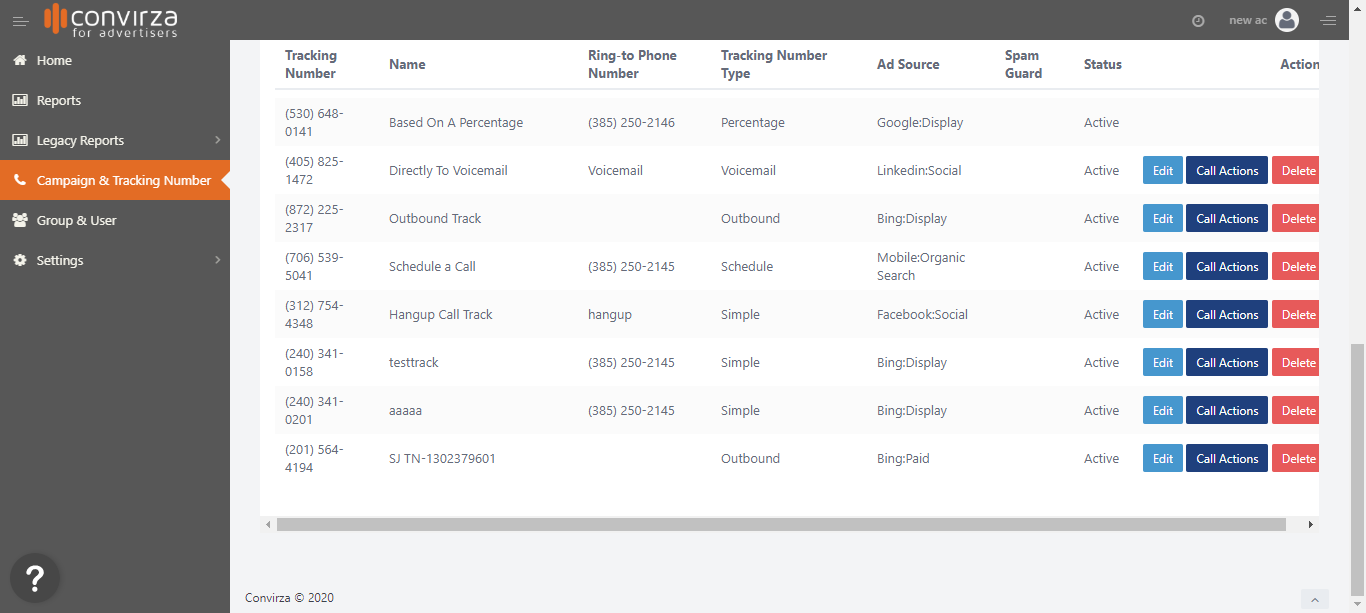 convirza
for advertisers
new ac
Home
Reports
Legacy Reports
Campaign & Tracking Number
Group & User
Settings
?
Tracking Number Name Ring-to Phone Number Tracking Number Type Ad Source Spam Guard Status Action
(530) 648-0141 Based On A Percentage (385) 250-2146 Percentage Google:Display Active
(405) 825-1472 Directly To Voicemail Voicemail Voicemail Linkedin:Social Active Edit Call Actions Delete
(872) 225-2317 Outbound Track Outbound Bing:Display Active Edit Call Actions Delete
(706) 539-5041 Schedule a Call (385) 250-2145 Schedule Mobile:Organic Search Active Edit Call Actions Delete
(312) 754-4348 Hangup Call Track hangup Simple Facebook:Social Active Edit Call Actions Delete
(240) 341-0158 testtrack (385) 250-2145 Simple Bing:Display Active Edit Call Actions Delete
(240) 341-0201 aaaaa (385) 250-2145 Simple Bing:Display Active Edit Call Actions Delete
(201) 564-4194 SJ TN-1302379601 Outbound Bing:Paid Active Edit Call Actions Delete
Convirza © 2020